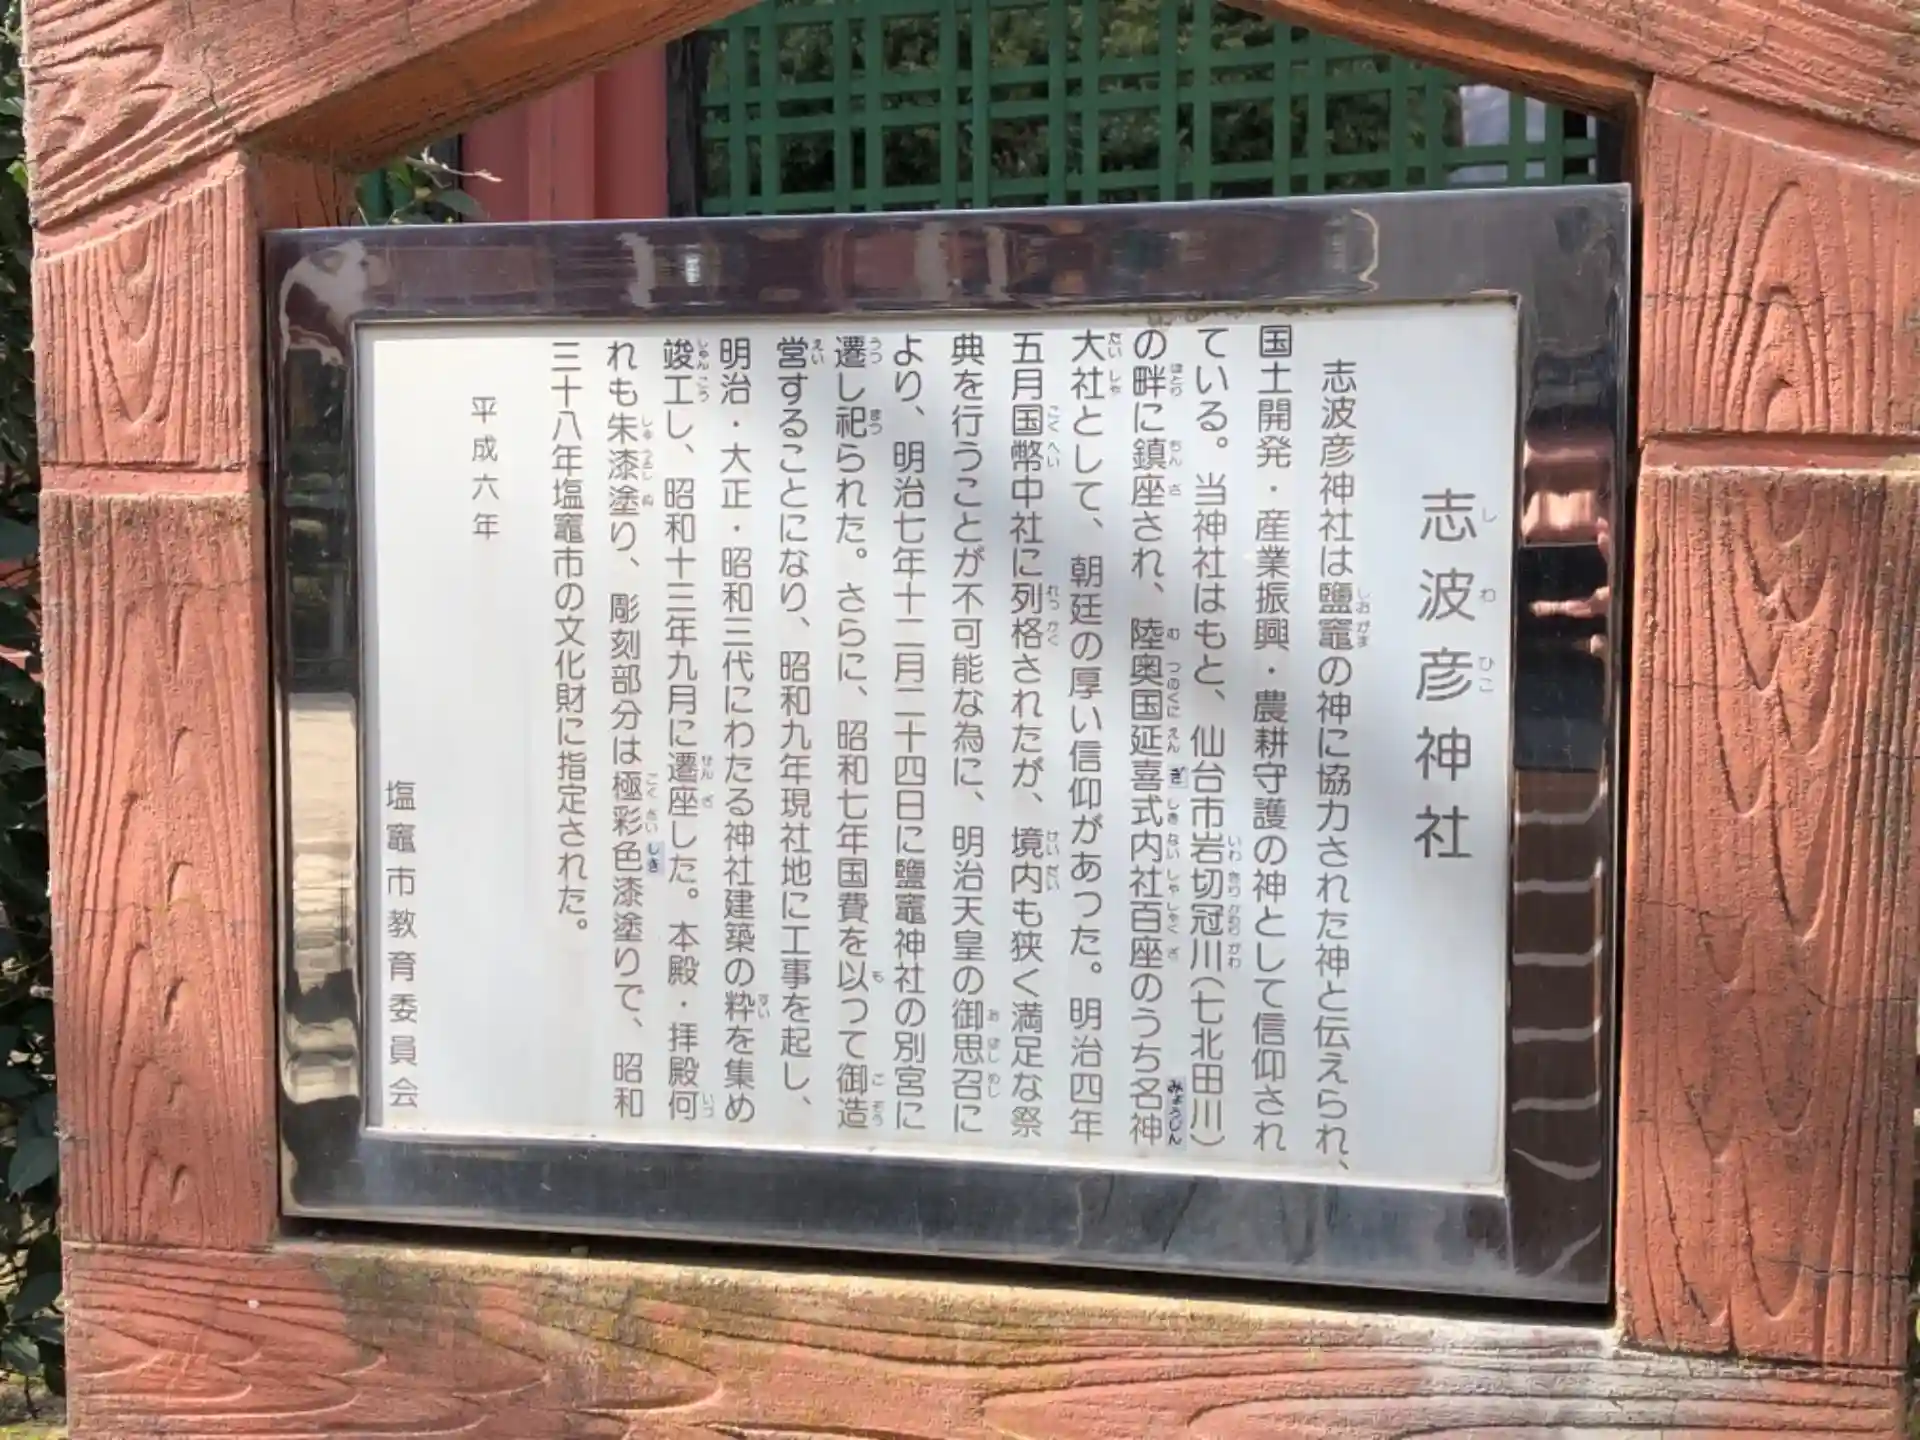 志波彦神社
志波彦神社は鹽竈の神に協力された神と伝えられ、
国土開発・産業振興・農耕守護の神として信仰され
ている。当神社はもと、仙台市岩切冠川（七北田川）
の畔に鎮座され、陸奥国延喜式内社百座のうち名神
大社として、朝廷の厚い信仰があつた。明治四年
五月国幣中社に列格されたが、境内も狭く満足な祭
典を行うことが不可能な為に、明治天皇の御思召に
より、明治七年十二月二十四日に鹽竈神社の別宮に
遷し祀られた。さらに、昭和七年国費を以つて御造
営することになり、昭和九年現社地に工事を起し、
明治・大正・昭和三代にわたる神社建築の粋を集め
竣工し、昭和十三年九月に遷座した。本殿・拝殿何
れも朱漆塗り、彫刻部分は極彩色漆塗りで、昭和
三十八年塩竈市の文化財に指定された。
平成六年
塩竈市教育委員会